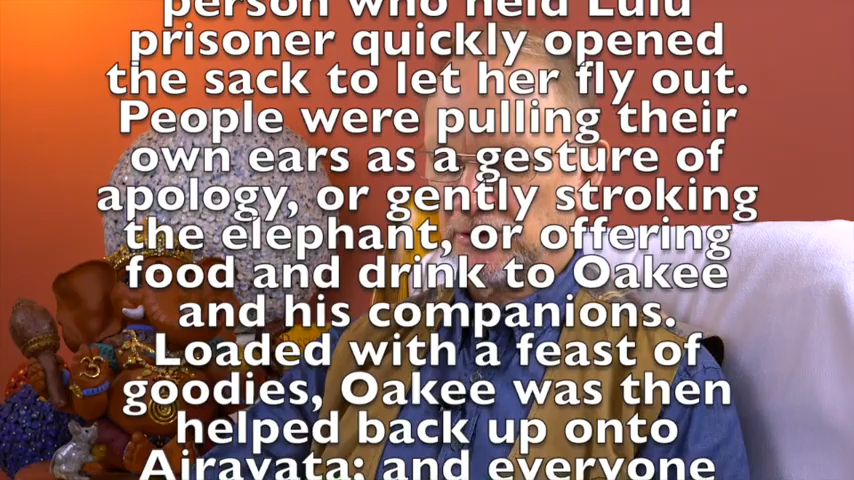 person who held Lulu
prisoner quickly opened
the sack to let her fly out.
People were pulling their
own ears as a gesture of
apology, or gently stroking
the elephant, or offering
food and drink to Oakee
and his companions.
Loaded with a feast of
goodies, Oakee was then
helped back up onto
Airavata; and everyone